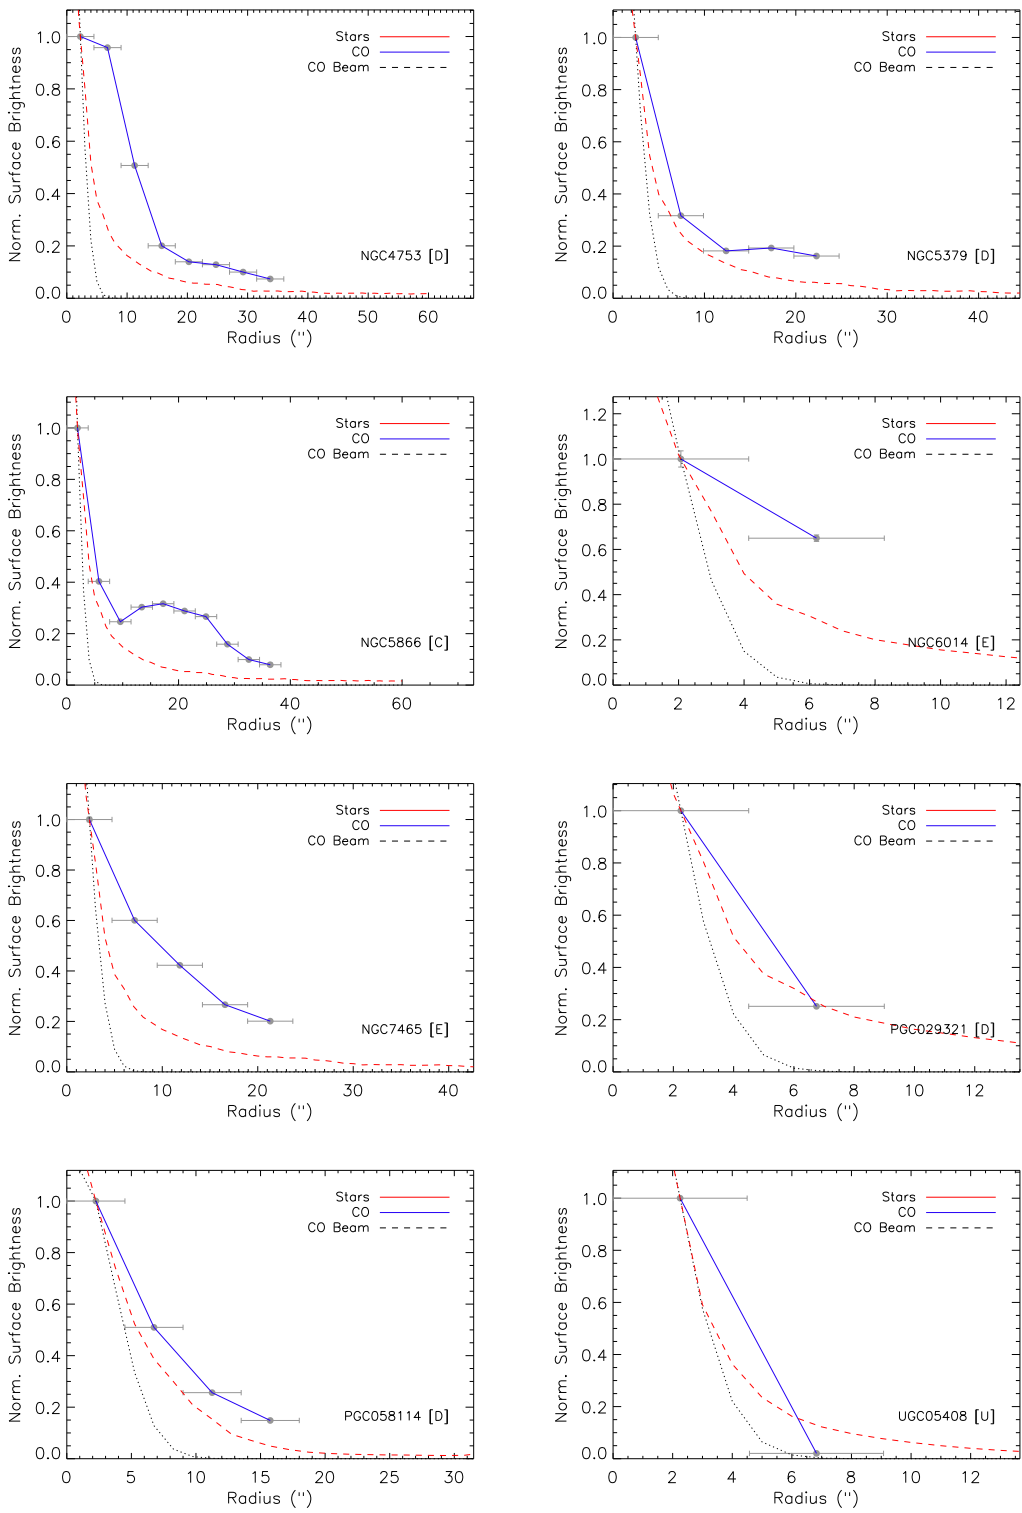 Norm. Surface Brightness
1.0
0.8
0.6
0.4
0.2
0.0
Stars
CO
CO Beam
NGC4753 [D]
0 10 20 30 40 50 60
Radius (")
Norm. Surface Brightness
1.0
0.8
0.6
0.4
0.2
0.0
Stars
CO
CO Beam
NGC5379 [D]
0 10 20 30 40
Radius (")
Norm. Surface Brightness
1.0
0.8
0.6
0.4
0.2
0.0
Stars
CO
CO Beam
NGC5866 [C]
0 20 40 60
Radius (")
Norm. Surface Brightness
1.2
1.0
0.8
0.6
0.4
0.2
0.0
Stars
CO
CO Beam
NGC6014 [E]
0 2 4 6 8 10 12
Radius (")
Norm. Surface Brightness
1.0
0.8
0.6
0.4
0.2
0.0
Stars
CO
CO Beam
NGC7465 [E]
0 10 20 30 40
Radius (")
Norm. Surface Brightness
1.0
0.8
0.6
0.4
0.2
0.0
Stars
CO
CO Beam
PGC029321 [D]
0 2 4 6 8 10 12
Radius (")
Norm. Surface Brightness
1.0
0.8
0.6
0.4
0.2
0.0
Stars
CO
CO Beam
PGC058114 [D]
0 5 10 15 20 25 30
Radius (")
Norm. Surface Brightness
1.0
0.8
0.6
0.4
0.2
0.0
Stars
CO
CO Beam
UGC05408 [U]
0 2 4 6 8 10 12
Radius (")